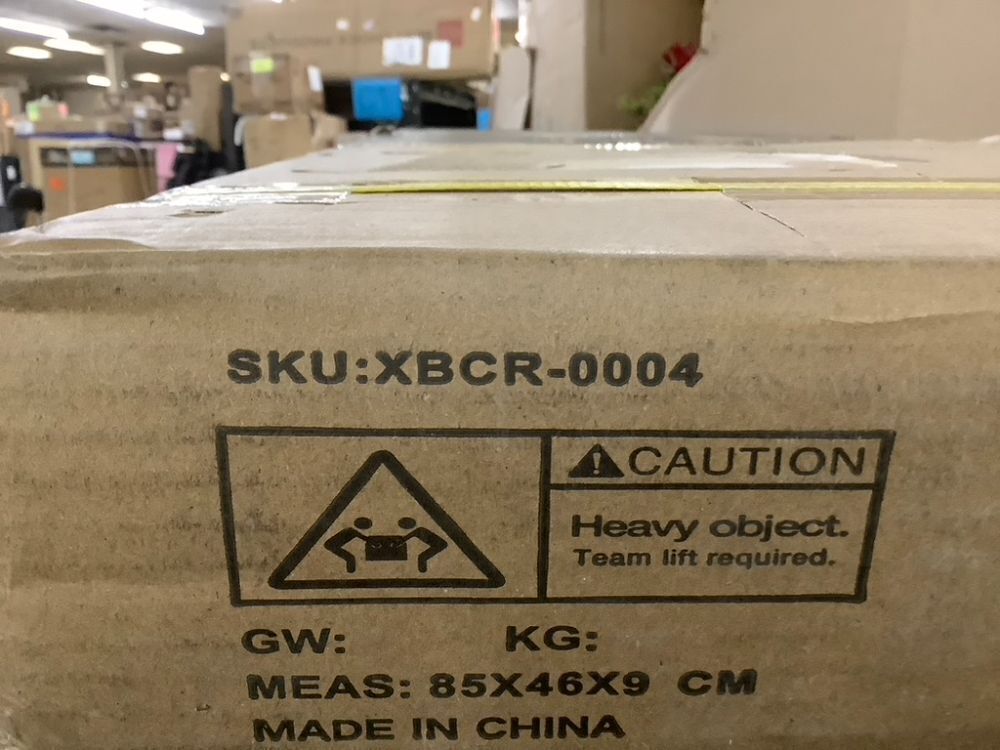 SKU:XBCR-0004
CAUTION
Heavy object.
Team lift required.
GW: KG:
MEAS: 85X46X9 CM
MADE IN CHINA